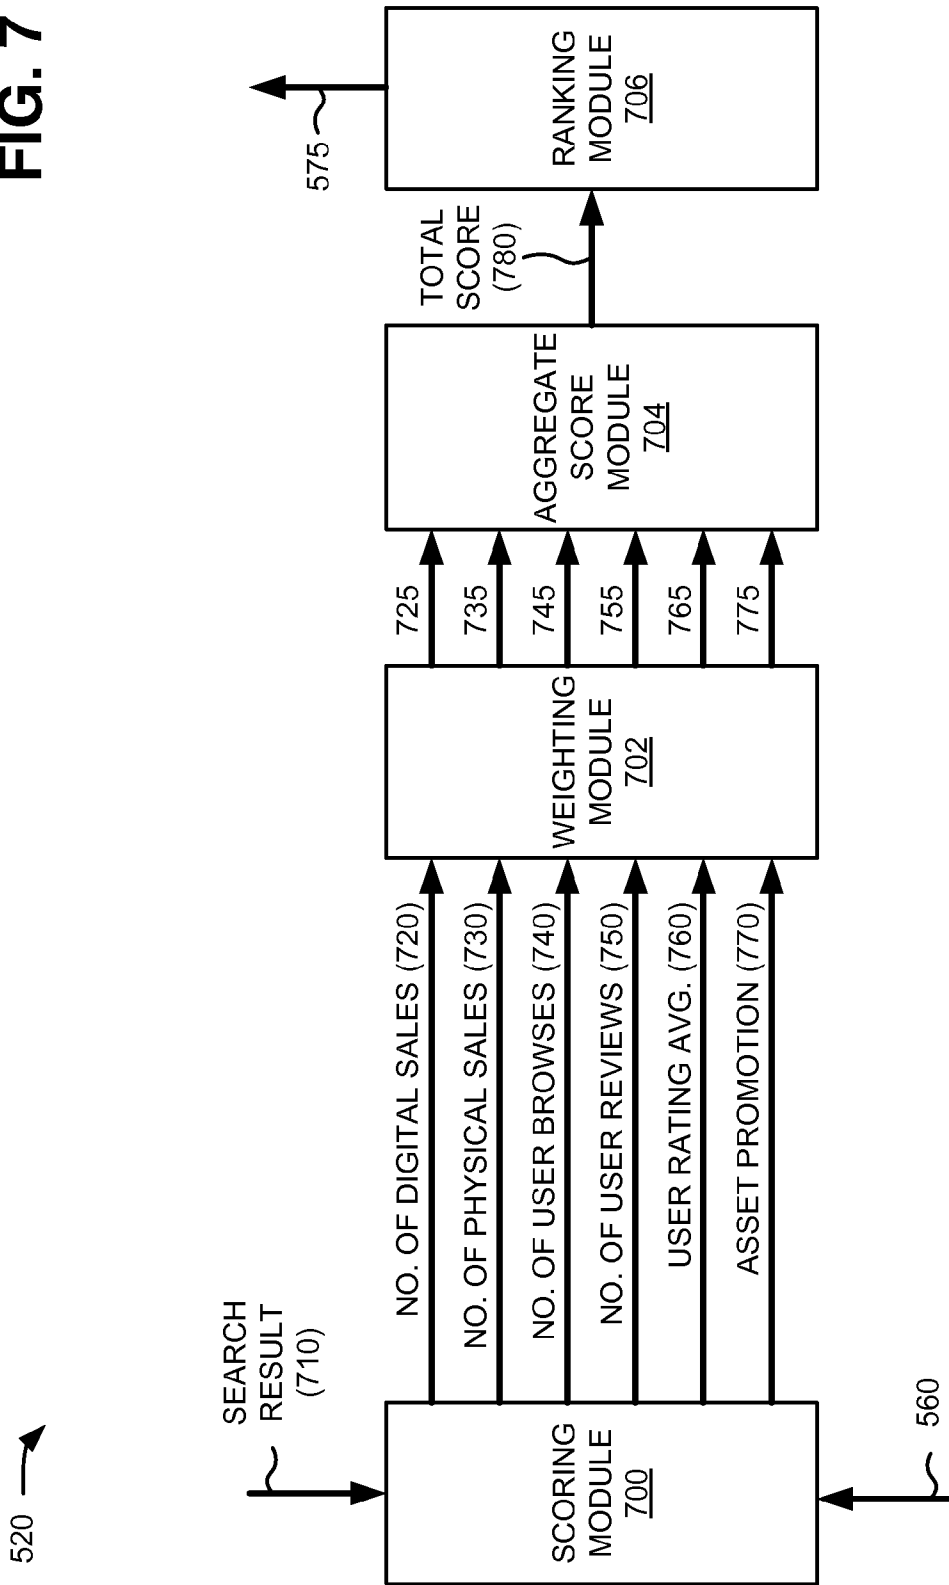 FIG. 7
520
SEARCH
RESULT
(710)
SCORING
MODULE
700
560
NO. OF DIGITAL SALES (720)
NO. OF PHYSICAL SALES (730)
NO. OF USER BROWSES (740)
NO. OF USER REVIEWS (750)
USER RATING AVG. (760)
ASSET PROMOTION (770)
WEIGHTING
MODULE
702
725
735
745
755
765
775
AGGREGATE
SCORE
MODULE
704
TOTAL
SCORE
(780)
RANKING
MODULE
706
575